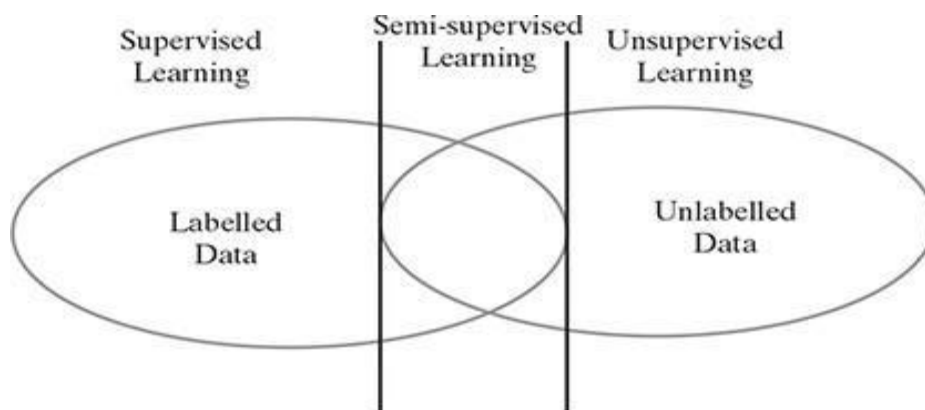 Supervised
Learning
Semi-supervised
Learning
Unsupervised
Learning
Labelled
Data
Unlabelled
Data